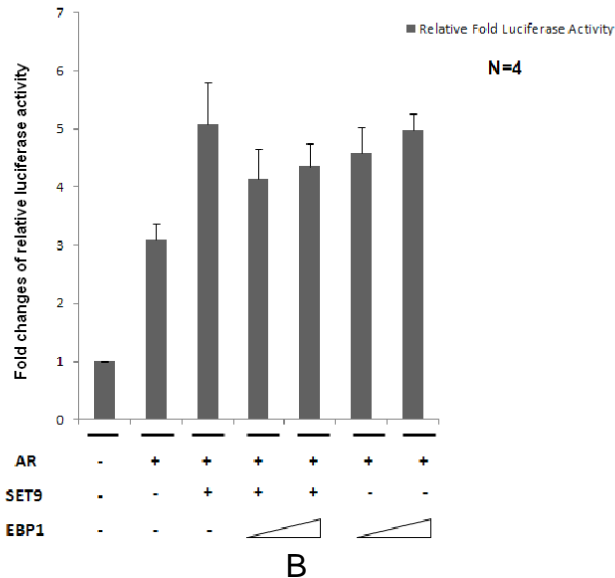 7
Relative Fold Luciferase Activity
N=4
6
5
4
3
2
1
0
Fold changes of relative luciferase activity
AR - + + + + + +
SET9 - - + + + - -
EBP1 - - -
B